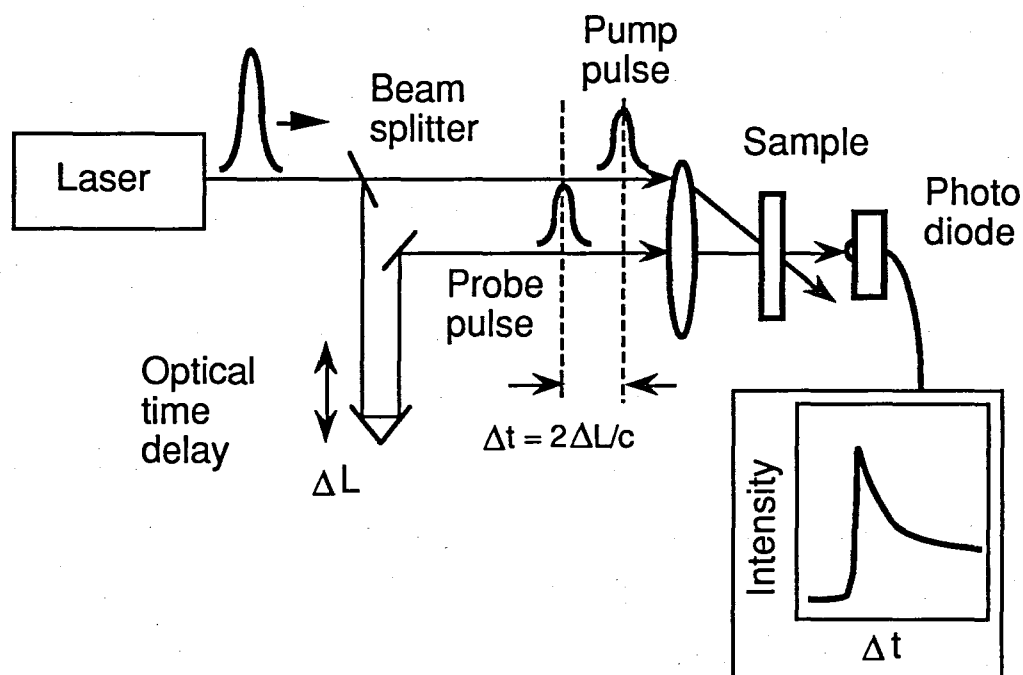 Pump
pulse
Beam
splitter
Sample
Laser
Photo
diode
Probe
pulse
Optical
time
delay
ΔL
Δt = 2ΔL/c
Intensity
Δt